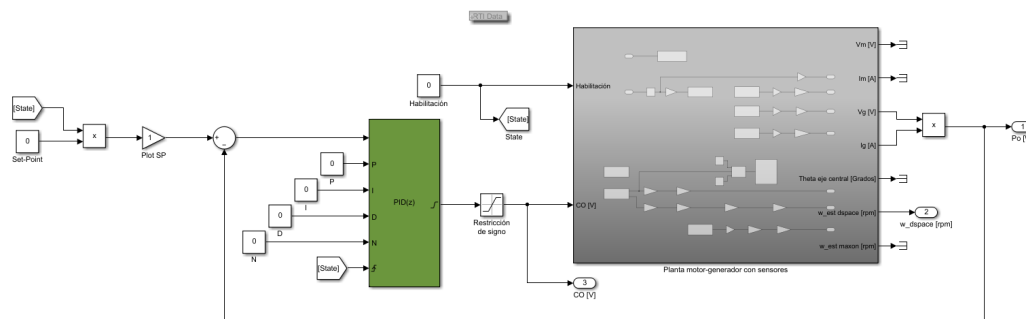 RTI Data
Vm [V]
Im [A]
Vg [V]
Ig [A]
Habilitación
0
Habilitación
[State]
State
[State]
0
Set-Point
x
1
Plot SP
+
−
0
P
0
I
0
D
0
N
[State]
P
I
D
N
PID(z)
Restricción
de signo
CO [V]
3
CO [V]
x
1
Po [
Theta eje central [Grados]
w_est dspace [rpm]
2
w_dspace [rpm]
w_est maxon [rpm]
Planta motor-generador con sensores